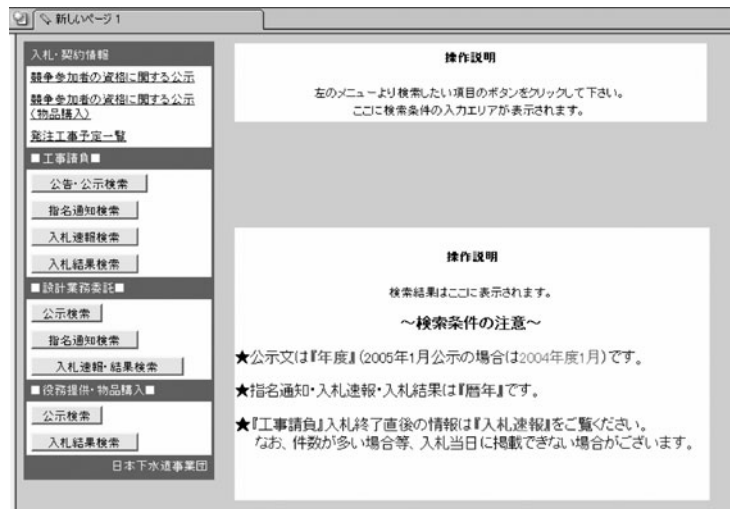 新しいページ 1
入札・契約情報
競争参加者の資格に関する公示
競争参加者の資格に関する公示
(物品購入)
発注工事予定一覧
■工事請負■
公告・公示検索
指名通知検索
入札速報検索
入札結果検索
■設計業務委託■
公示検索
指名通知検索
入札速報・結果検索
■役務提供・物品購入■
公示検索
入札結果検索
日本下水道事業団
操作説明
左のメニューより検索したい項目のボタンをクリックして下さい。
ここに検索条件の入力エリアが表示されます。
操作説明
検索結果はここに表示されます。
～検索条件の注意～
★公示文は『年度』(2005年1月公示の場合は2004年度1月)です。
★指名通知・入札速報・入札結果は『暦年』です。
★『工事請負』入札終了直後の情報は『入札速報』をご覧ください。
なお、件数が多い場合等、入札当日に掲載できない場合がございます。